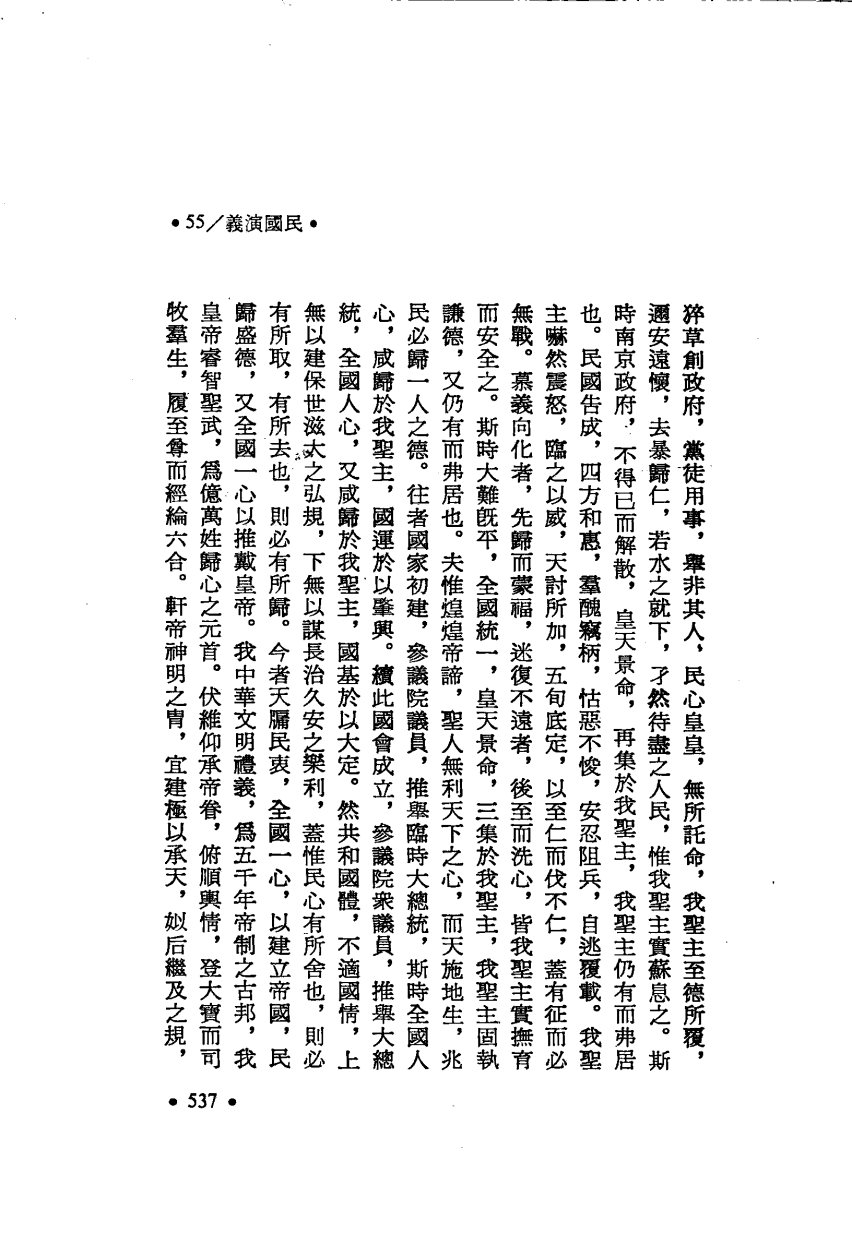 •55／義演國民•
猝草創政府，黨徒用事，舉非其人，民心皇皇，無所託命，我聖主至德所覆，
邇安遠懷，去暴歸仁，若水之就下，孑然待盡之人民，惟我聖主實蘇息之。斯
時南京政府，不得已而解散，皇天景命，再集於我聖主，我聖主仍有而弗居
也。民國告成，四方和惠，羣醜竊柄，怙惡不悛，安忍阻兵，自逃覆載。我聖
主嚇然震怒，臨之以威，天討所加，五旬底定，以至仁而伐不仁，蓋有征而必
無戰。慕義向化者，先歸而蒙福，迷復不遠者，後至而洗心，皆我聖主實撫育
而安全之。斯時大難旣平，全國統一，皇天景命，三集於我聖主，我聖主固執
謙德，又仍有而弗居也。夫惟煌煌帝諦，聖人無利天下之心，而天施地生，兆
民必歸一人之德。往者國家初建，參議院議員，推舉臨時大總統，斯時全國人
心，咸歸於我聖主，國運於以肇興。續此國會成立，參議院衆議員，推舉大總
統，全國人心，又咸歸於我聖主，國基於以大定。然共和國體，不適國情，上
無以建保世滋大之弘規，下無以謀長治久安之樂利，蓋惟民心有所舍也，則必
有所取，有所去也，則必有所歸。今者天牖民衷，全國一心，以建立帝國，民
歸盛德，又全國一心以推戴皇帝。我中華文明禮義，爲五千年帝制之古邦，我
皇帝睿智聖武，爲億萬姓歸心之元首。伏維仰承帝眷，俯順輿情，登大寶而司
牧羣生，履至尊而經綸六合。軒帝神明之冑，宜建極以承天，姒后繼及之規，
•537•